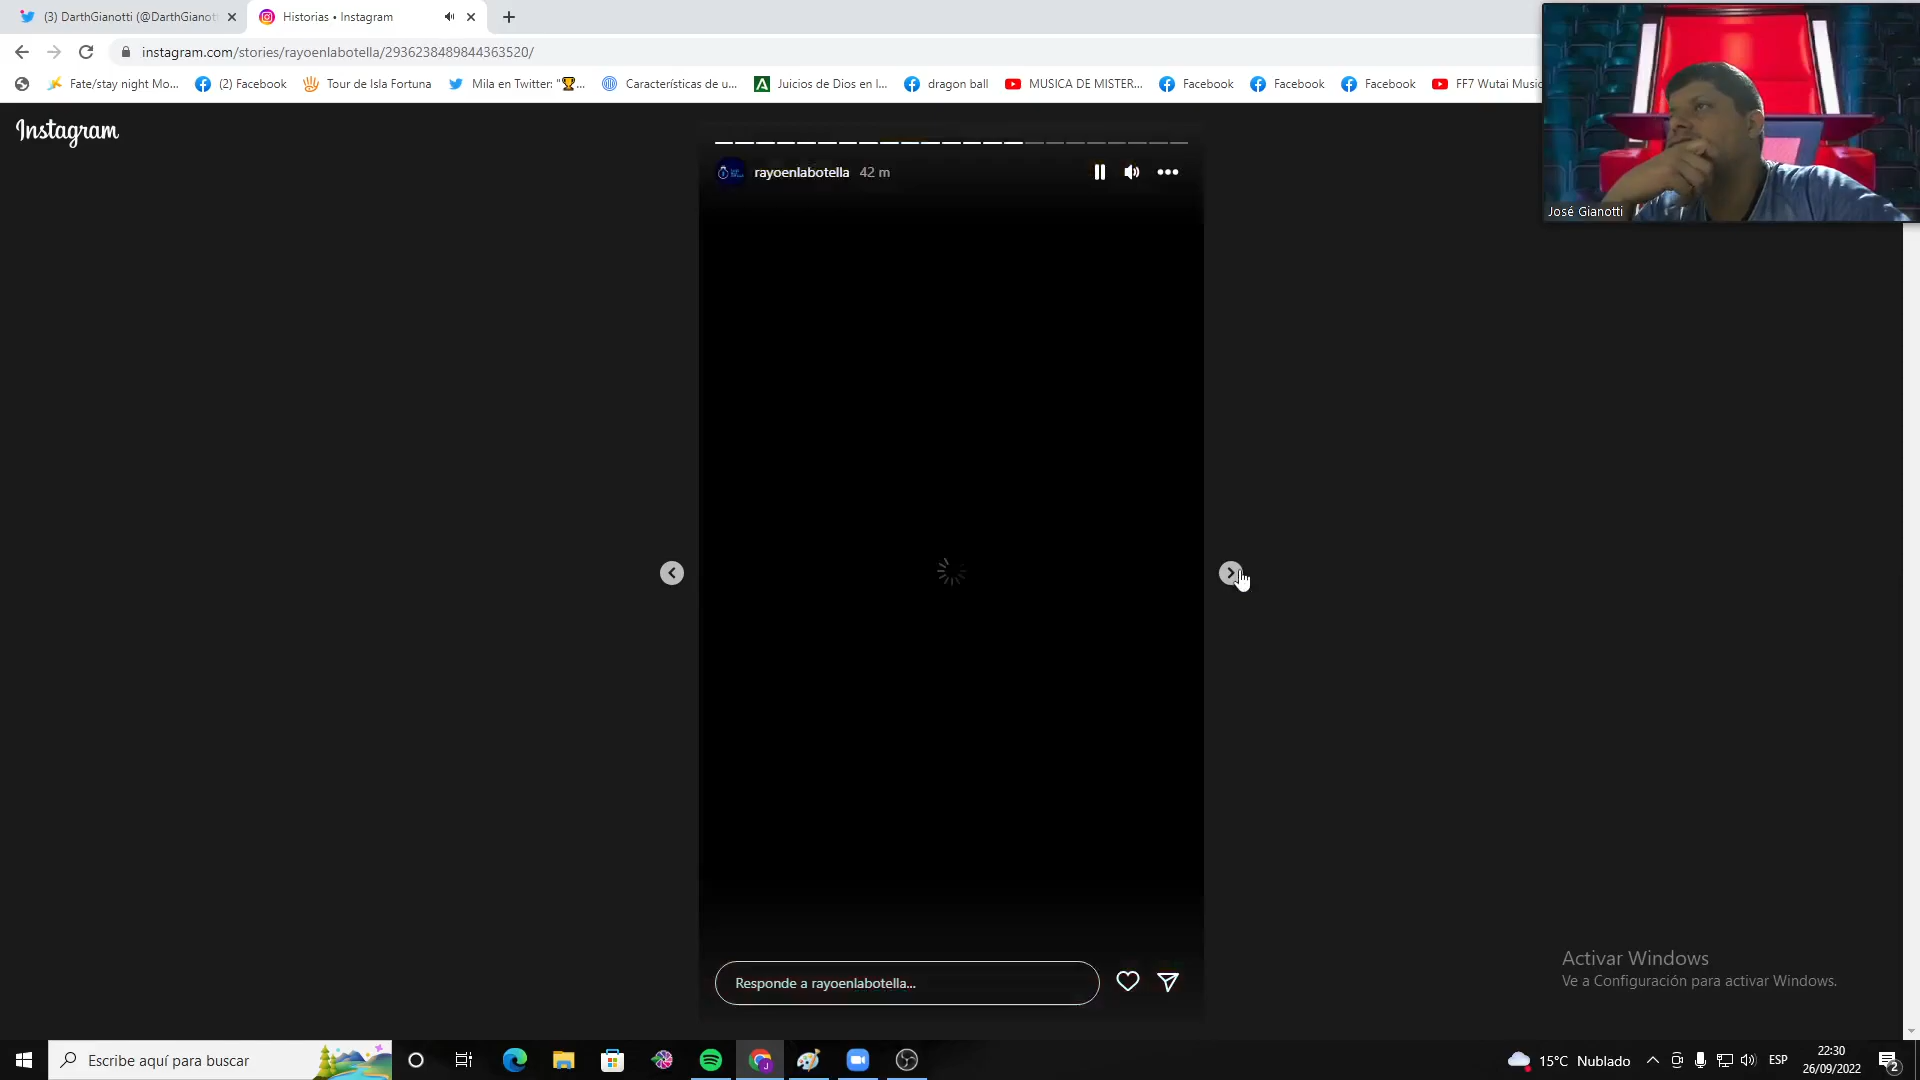 (3) DarthGianotti (@DarthGianott
Historias • Instagram
instagram.com/stories/rayoenlabotella/2936238489844363520/
Fate/stay night Mo...
(2) Facebook
Tour de Isla Fortuna
Mila en Twitter: "🏆...
Características de u...
Juicios de Dios en l...
dragon ball
MUSICA DE MISTER...
Facebook
Facebook
Facebook
FF7 Wutai Music
José Gianotti
Instagram
rayoenlabotella 42 m
Responde a rayoenlabotella...
Activar Windows
Ve a Configuración para activar Windows.
Escribe aquí para buscar
15°C Nublado
ESP
22:30
26/09/2022
2